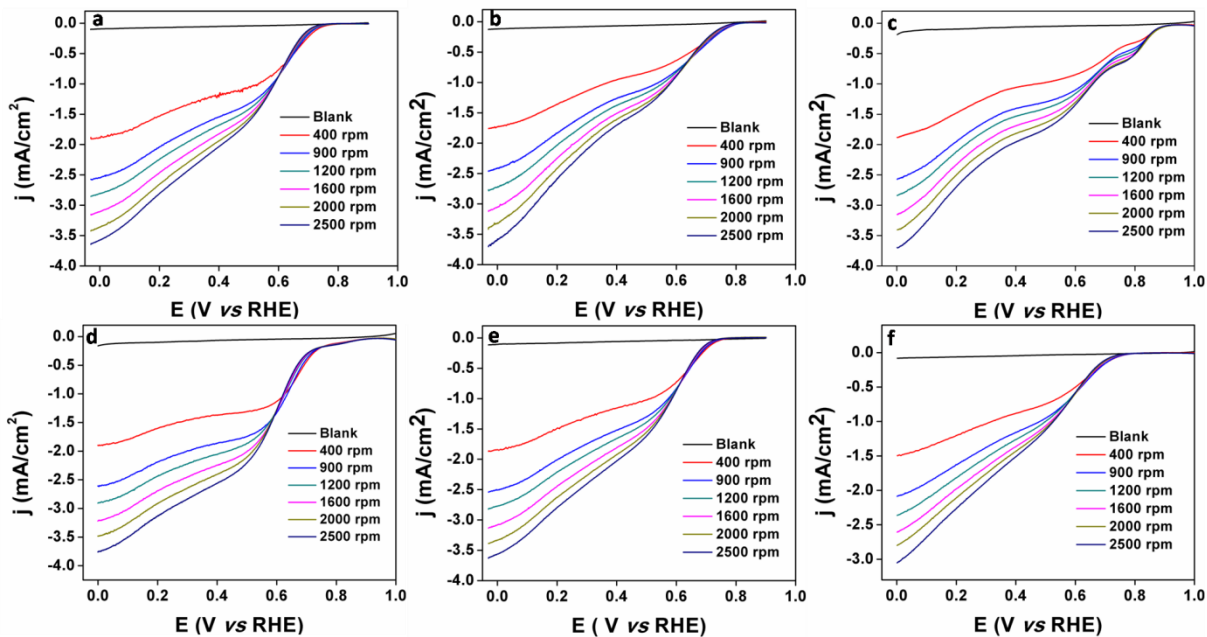 a
0.0
-0.5
-1.0
-1.5
-2.0
-2.5
-3.0
-3.5
-4.0
j (mA/cm²)
Blank
400 rpm
900 rpm
1200 rpm
1600 rpm
2000 rpm
2500 rpm
0.0 0.2 0.4 0.6 0.8 1.0
E (V vs RHE)
b
0.0
-0.5
-1.0
-1.5
-2.0
-2.5
-3.0
-3.5
-4.0
j (mA/cm²)
Blank
400 rpm
900 rpm
1200 rpm
1600 rpm
2000 rpm
2500 rpm
0.0 0.2 0.4 0.6 0.8 1.0
E (V vs RHE)
c
0.0
-0.5
-1.0
-1.5
-2.0
-2.5
-3.0
-3.5
-4.0
j (mA/cm²)
Blank
400 rpm
900 rpm
1200 rpm
1600 rpm
2000 rpm
2500 rpm
0.0 0.2 0.4 0.6 0.8 1.0
E (V vs RHE)
d
0.0
-0.5
-1.0
-1.5
-2.0
-2.5
-3.0
-3.5
-4.0
j (mA/cm²)
Blank
400 rpm
900 rpm
1200 rpm
1600 rpm
2000 rpm
2500 rpm
0.0 0.2 0.4 0.6 0.8 1.0
E (V vs RHE)
e
0.0
-0.5
-1.0
-1.5
-2.0
-2.5
-3.0
-3.5
-4.0
j (mA/cm²)
Blank
400 rpm
900 rpm
1200 rpm
1600 rpm
2000 rpm
2500 rpm
0.0 0.2 0.4 0.6 0.8 1.0
E ( V vs RHE)
f
0.0
-0.5
-1.0
-1.5
-2.0
-2.5
-3.0
j (mA/cm²)
Blank
400 rpm
900 rpm
1200 rpm
1600 rpm
2000 rpm
2500 rpm
0.0 0.2 0.4 0.6 0.8 1.0
E (V vs RHE)